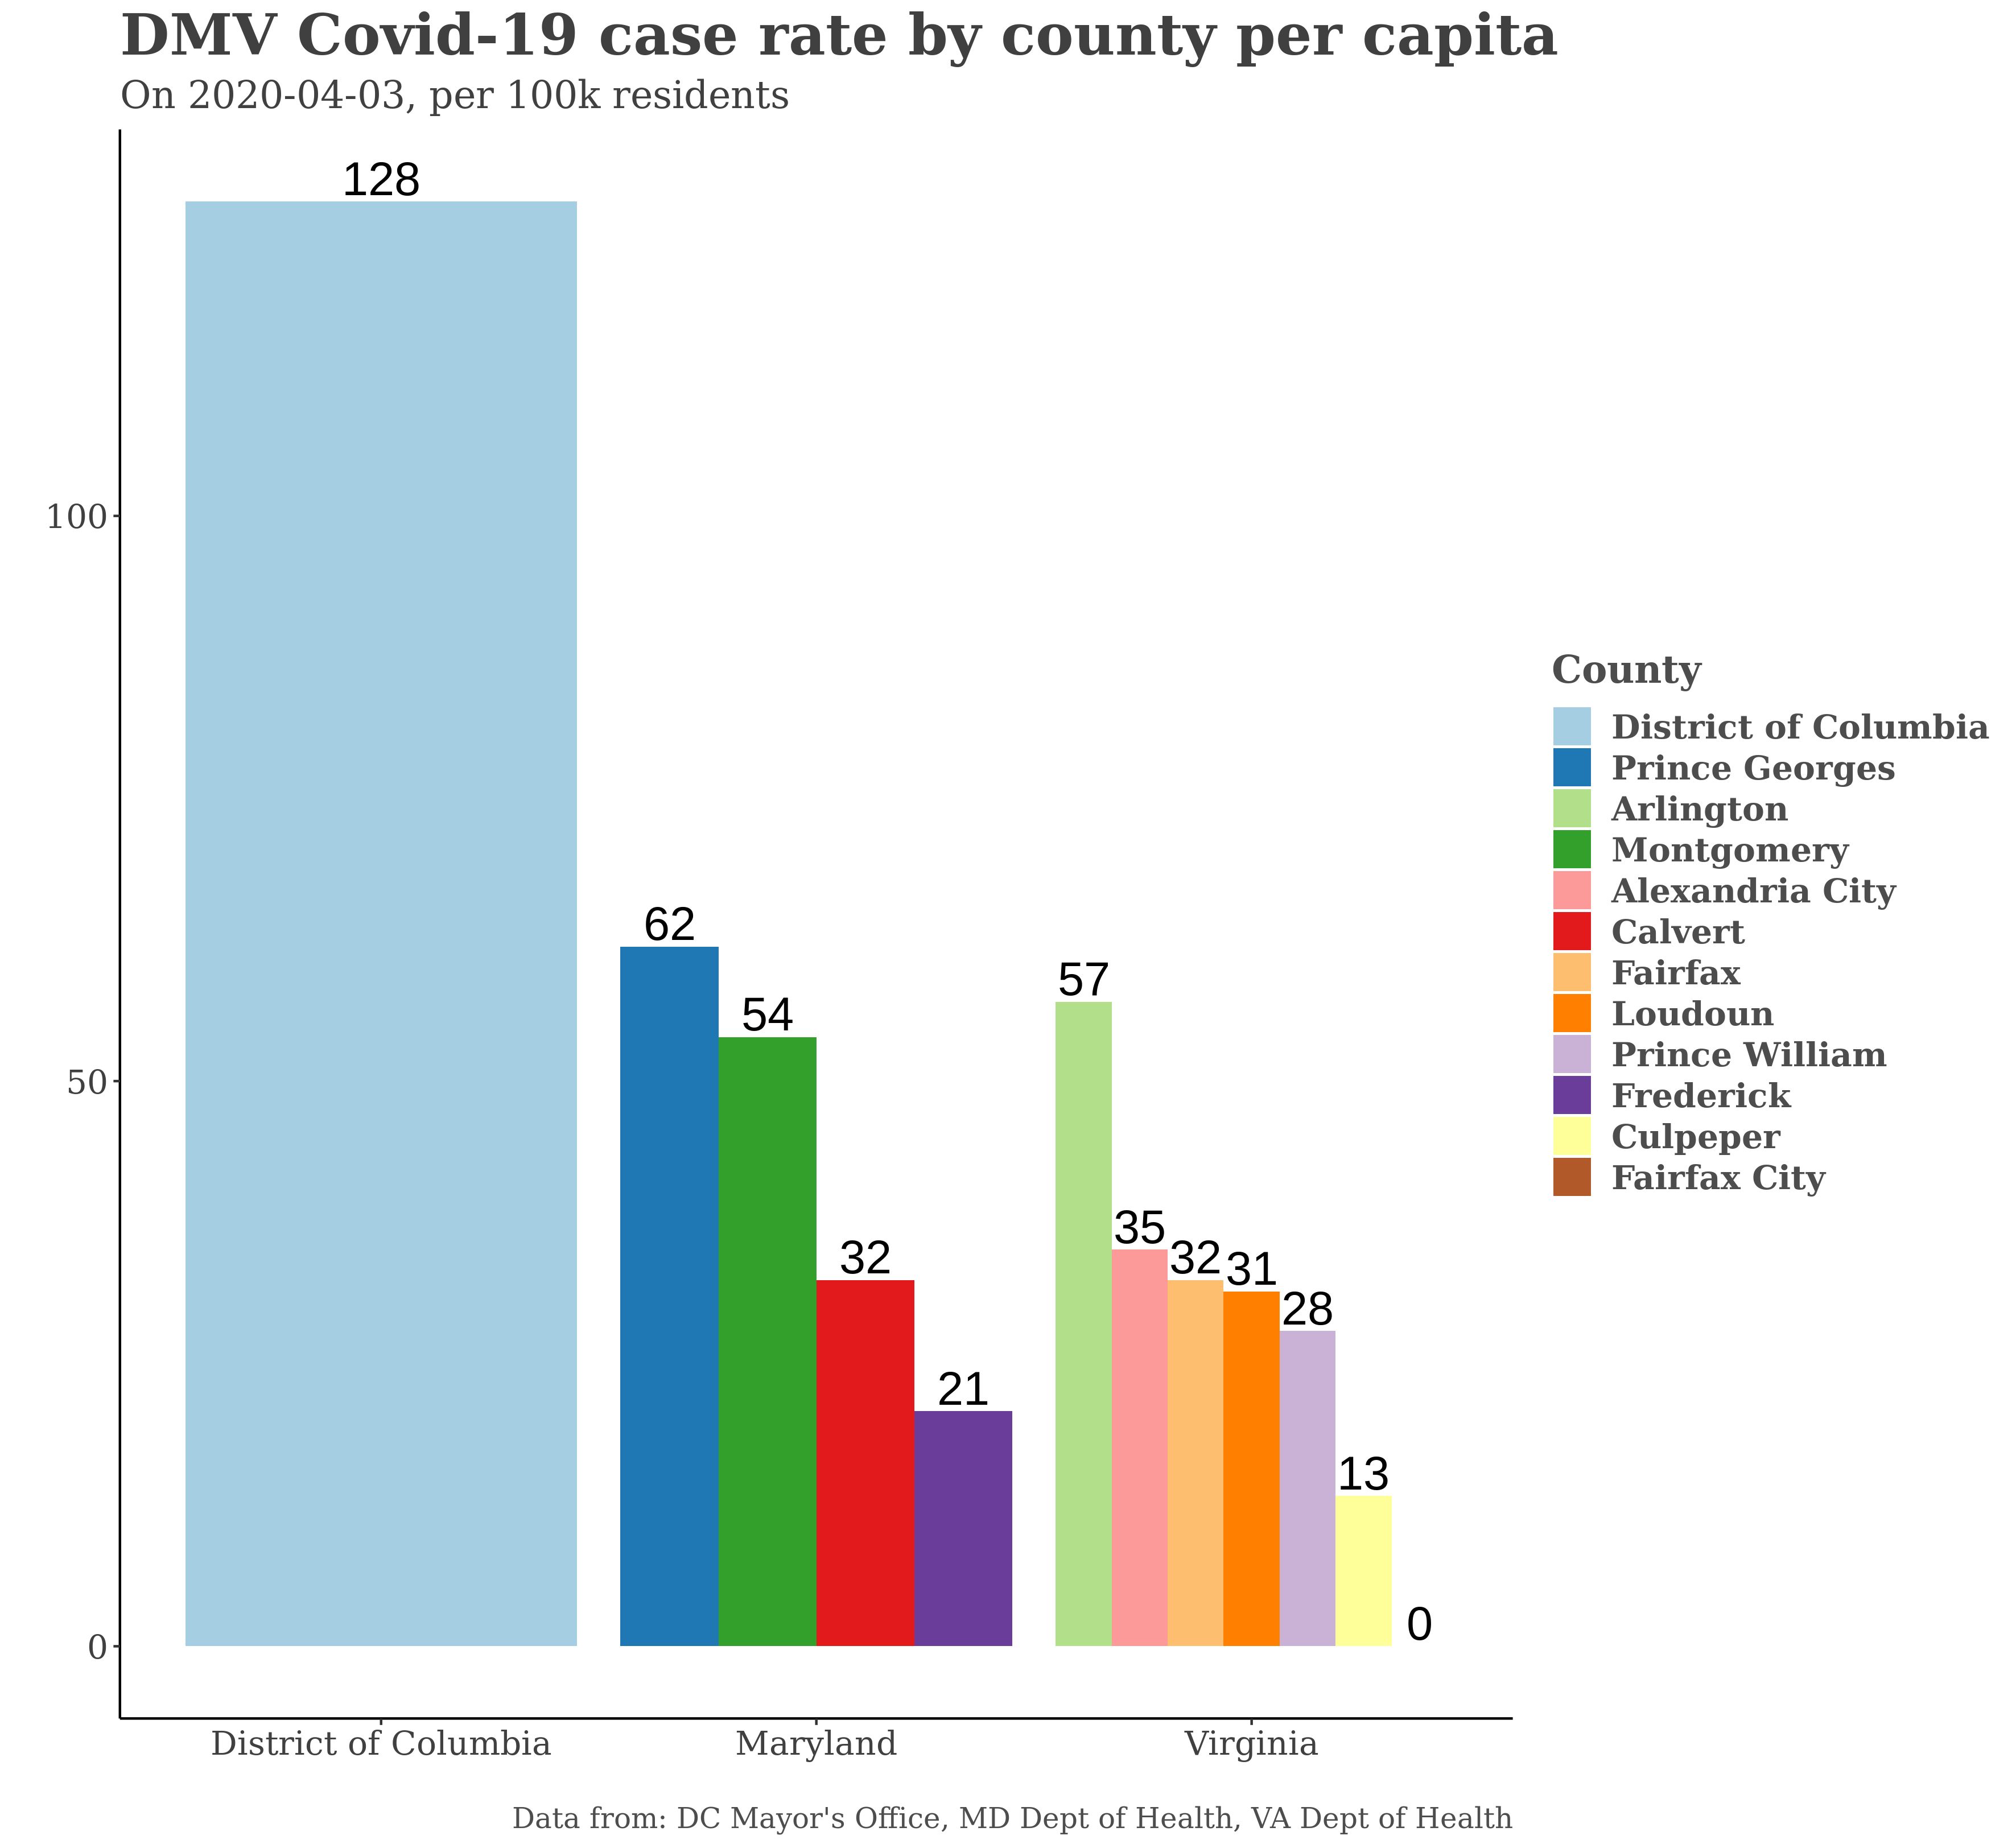 DMV Covid-19 case rate by county per capita
On 2020-04-03, per 100k residents
128
100
62
54
32
21
57
35
32
31
28
13
0
50
0
County
District of Columbia
Prince Georges
Arlington
Montgomery
Alexandria City
Calvert
Fairfax
Loudoun
Prince William
Frederick
Culpeper
Fairfax City
District of Columbia
Maryland
Virginia
Data from: DC Mayor's Office, MD Dept of Health, VA Dept of Health